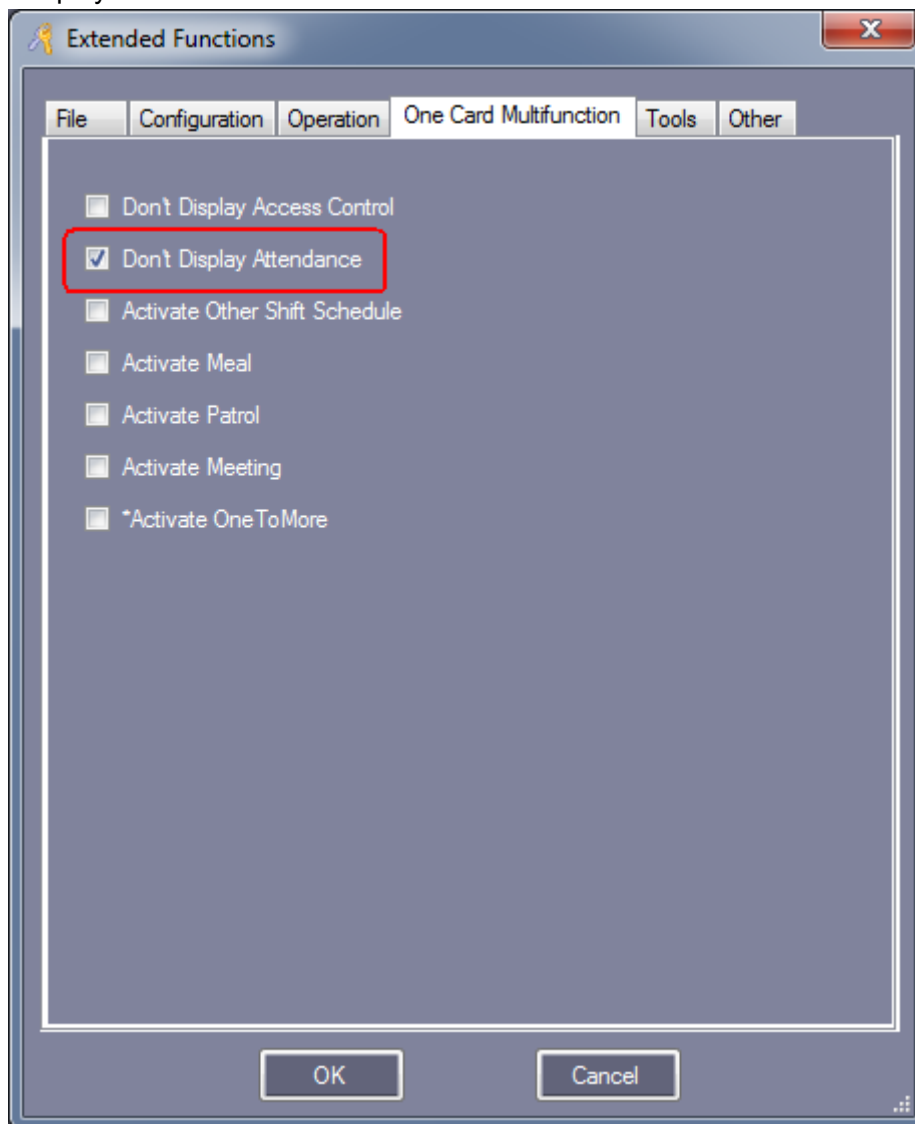 Extended Functions
File Configuration Operation One Card Multifunction Tools Other
Don't Display Access Control
Don't Display Attendance
Activate Other Shift Schedule
Activate Meal
Activate Patrol
Activate Meeting
*Activate OneToMore
OK Cancel